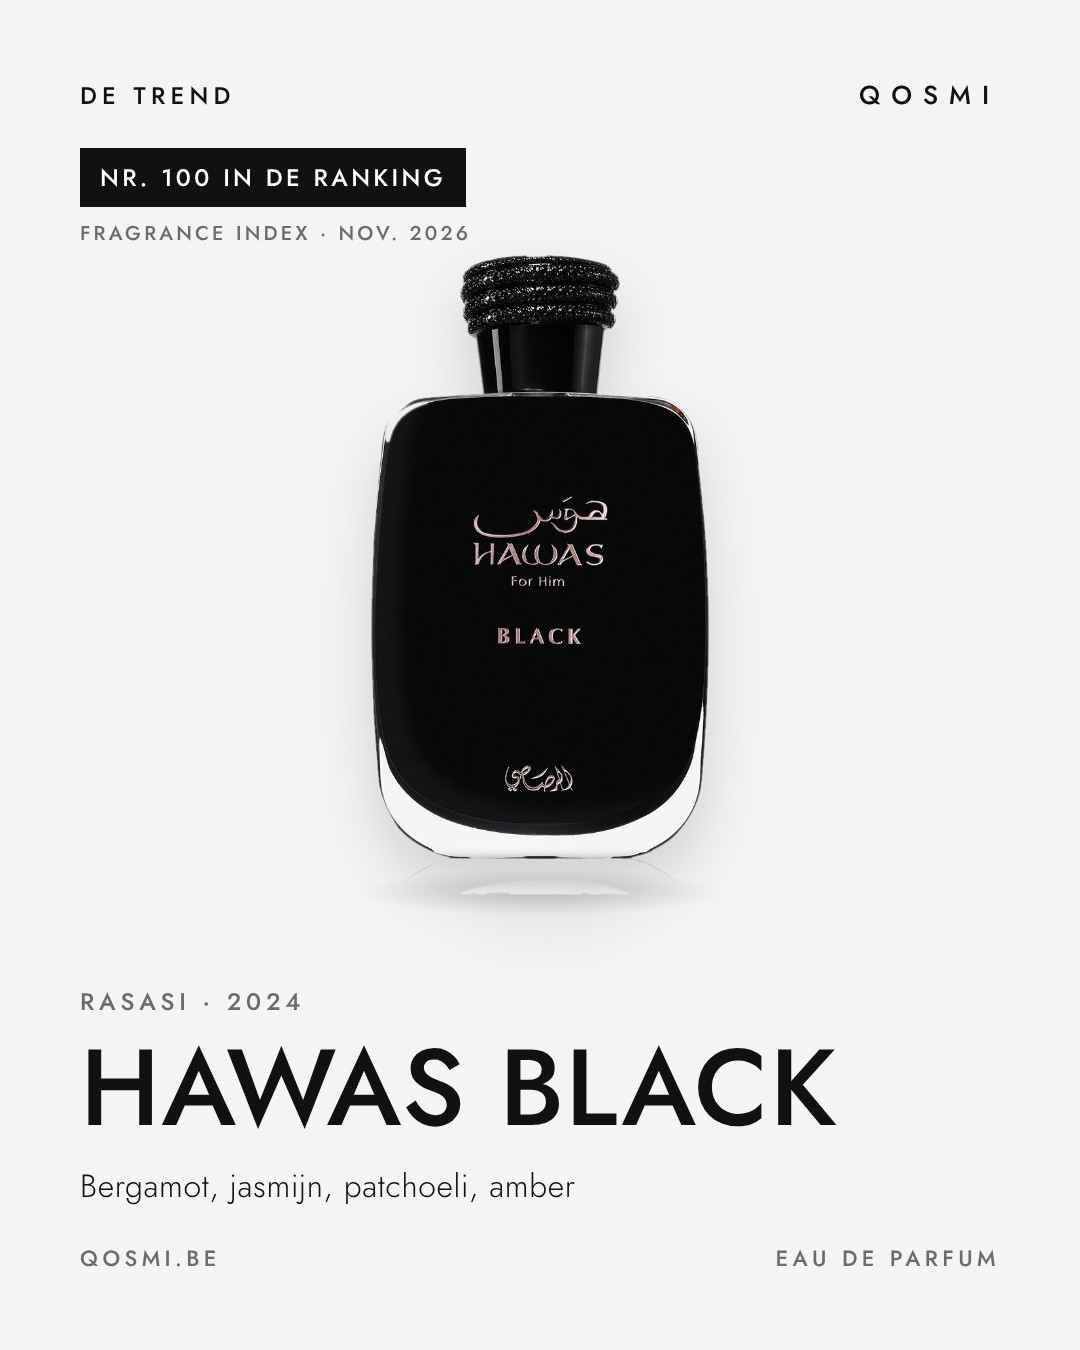 DE TREND
QOSMI
NR. 100 IN DE RANKING
FRAGRANCE INDEX · NOV. 2026
هوَس
HAWAS
For Him
BLACK
الرصاصي
RASASI · 2024
HAWAS BLACK
Bergamot, jasmijn, patchoeli, amber
QOSMI.BE
EAU DE PARFUM